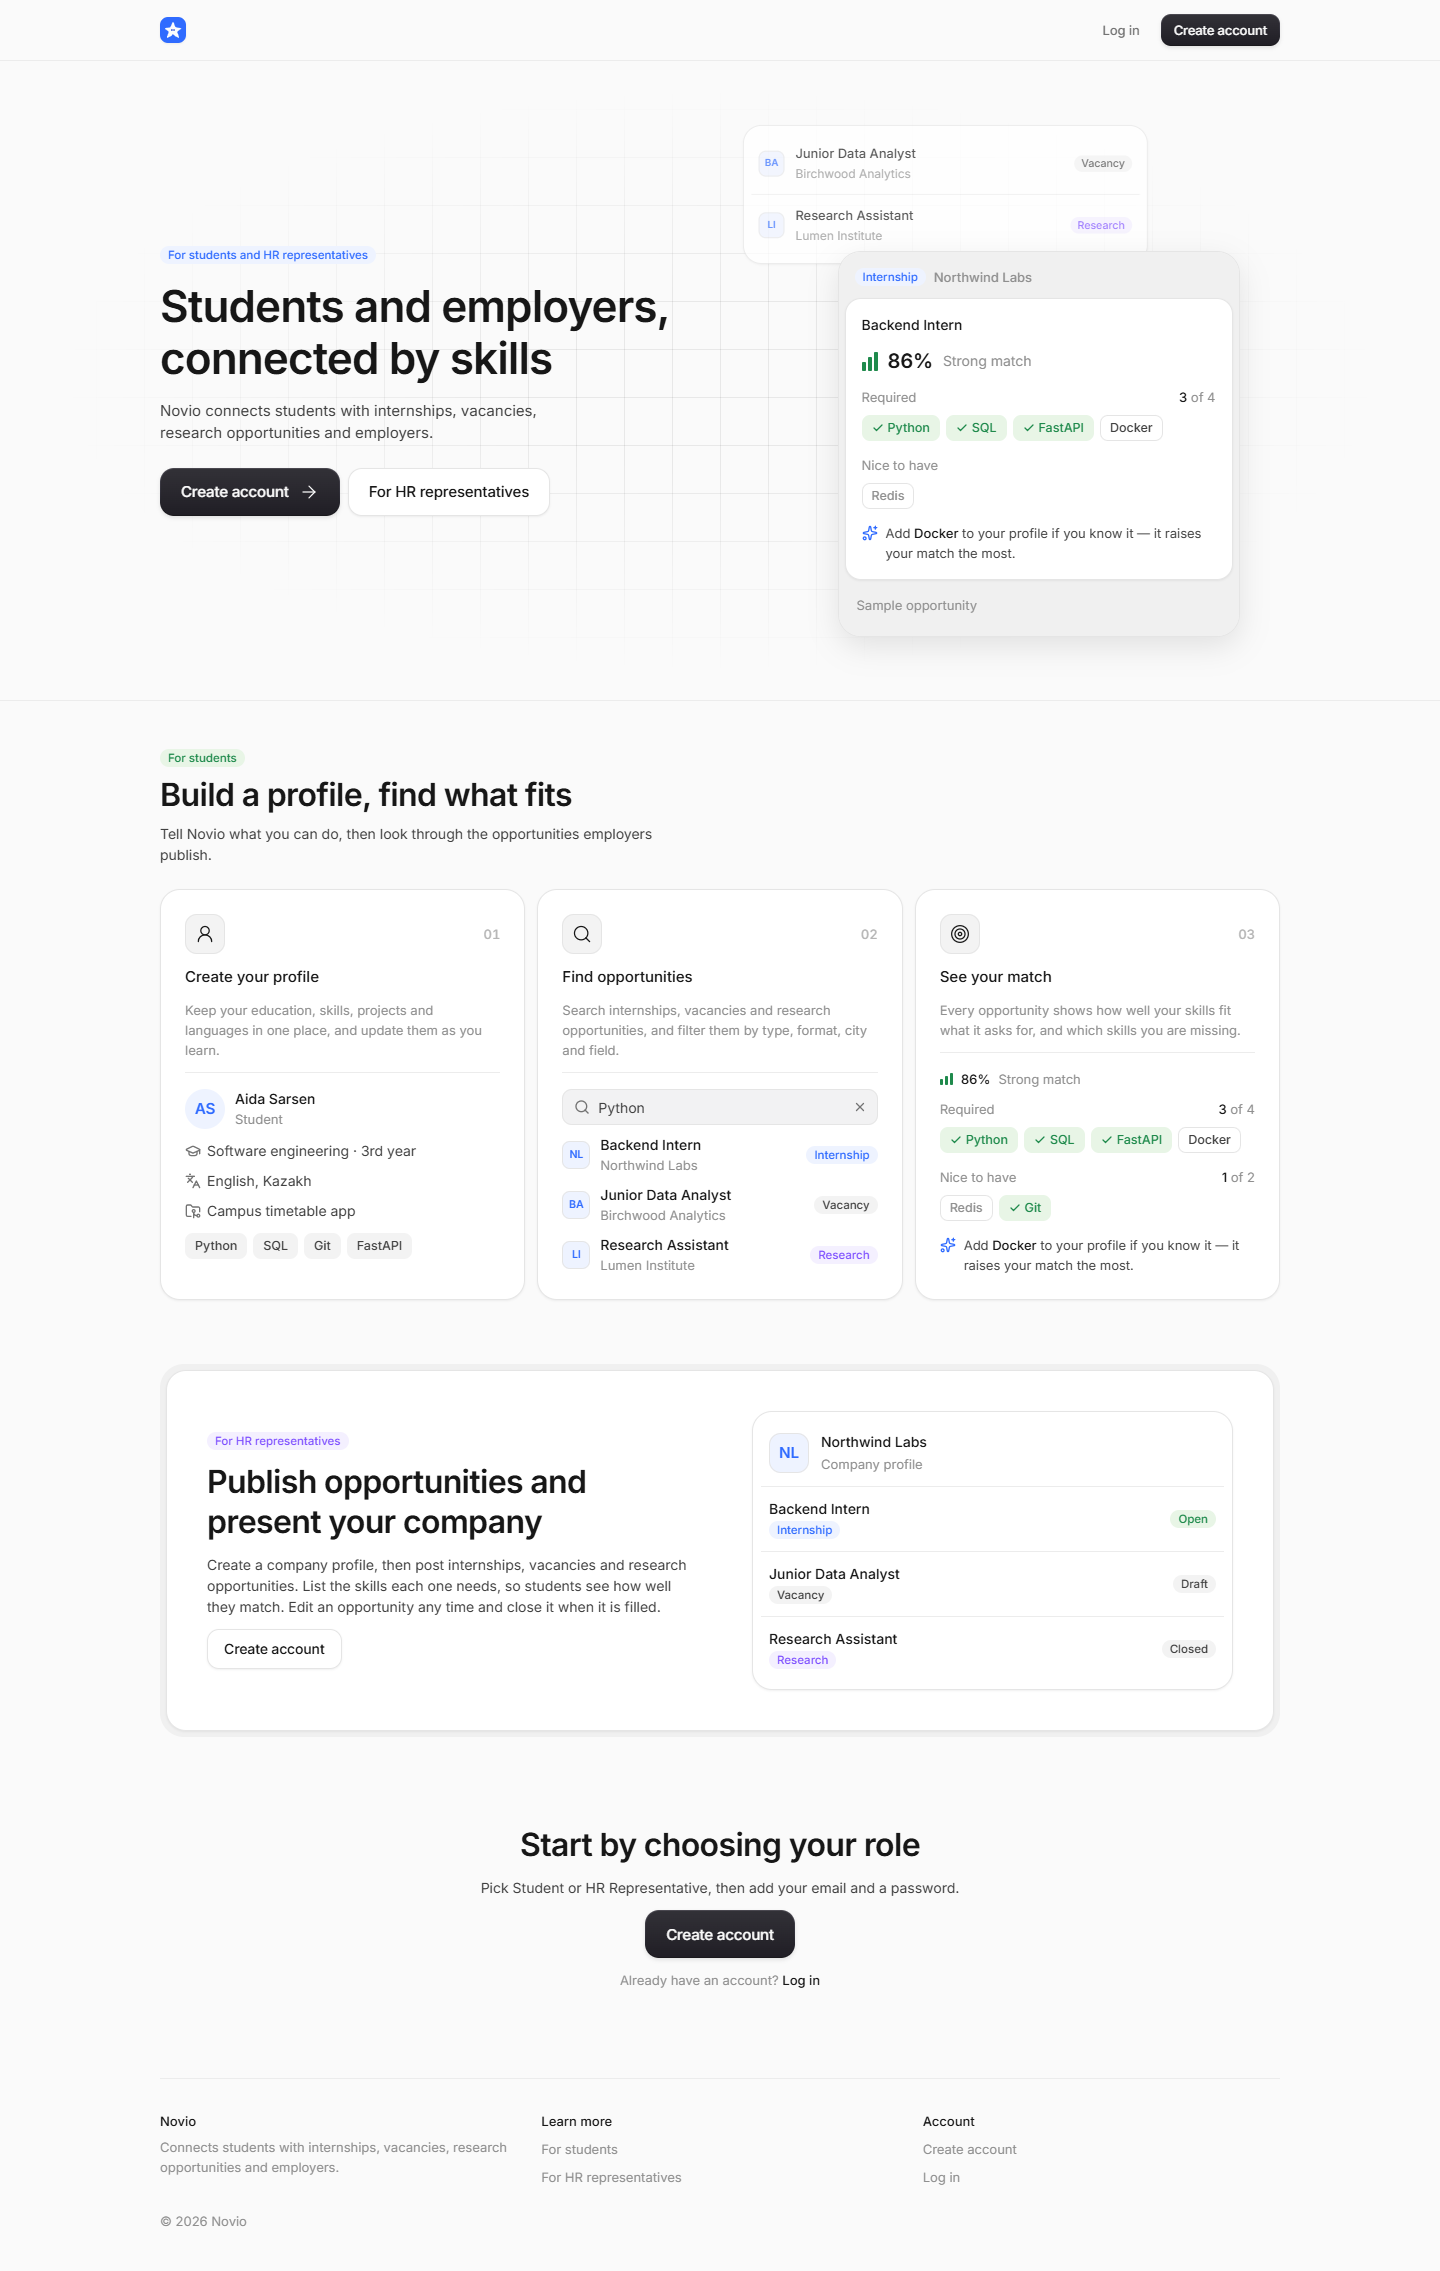 Log in
Create account
Junior Data Analyst
BA
Vacancy
Birchwood Analytics
Research Assistant
LI
Research
Lumen Institute
For students and HR representatives
Students and employers,
connected by skills
Novio connects students with internships, vacancies,
research opportunities and employers.
Create account
For HR representatives
Internship Northwind Labs
Backend Intern
86% Strong match
Required 3 of 4
Python SQL FastAPI Docker
Nice to have
Redis
Add Docker to your profile if you know it — it raises
your match the most.
Sample opportunity
For students
Build a profile, find what fits
Tell Novio what you can do, then look through the opportunities employers
publish.
01
Create your profile
Keep your education, skills, projects and
languages in one place, and update them as you
learn.
AS
Aida Sarsen
Student
Software engineering · 3rd year
English, Kazakh
Campus timetable app
Python SQL Git FastAPI
02
Find opportunities
Search internships, vacancies and research
opportunities, and filter them by type, format, city
and field.
Python
NL
Backend Intern
Northwind Labs
Internship
BA
Junior Data Analyst
Birchwood Analytics
Vacancy
LI
Research Assistant
Lumen Institute
Research
03
See your match
Every opportunity shows how well your skills fit
what it asks for, and which skills you are missing.
86% Strong match
Required 3 of 4
Python SQL FastAPI Docker
Nice to have 1 of 2
Redis Git
Add Docker to your profile if you know it — it
raises your match the most.
For HR representatives
Publish opportunities and
present your company
Create a company profile, then post internships, vacancies and research
opportunities. List the skills each one needs, so students see how well
they match. Edit an opportunity any time and close it when it is filled.
Create account
NL
Northwind Labs
Company profile
Backend Intern
Internship
Open
Junior Data Analyst
Vacancy
Draft
Research Assistant
Research
Closed
Start by choosing your role
Pick Student or HR Representative, then add your email and a password.
Create account
Already have an account? Log in
Novio
Connects students with internships, vacancies, research
opportunities and employers.
Learn more
For students
For HR representatives
Account
Create account
Log in
© 2026 Novio